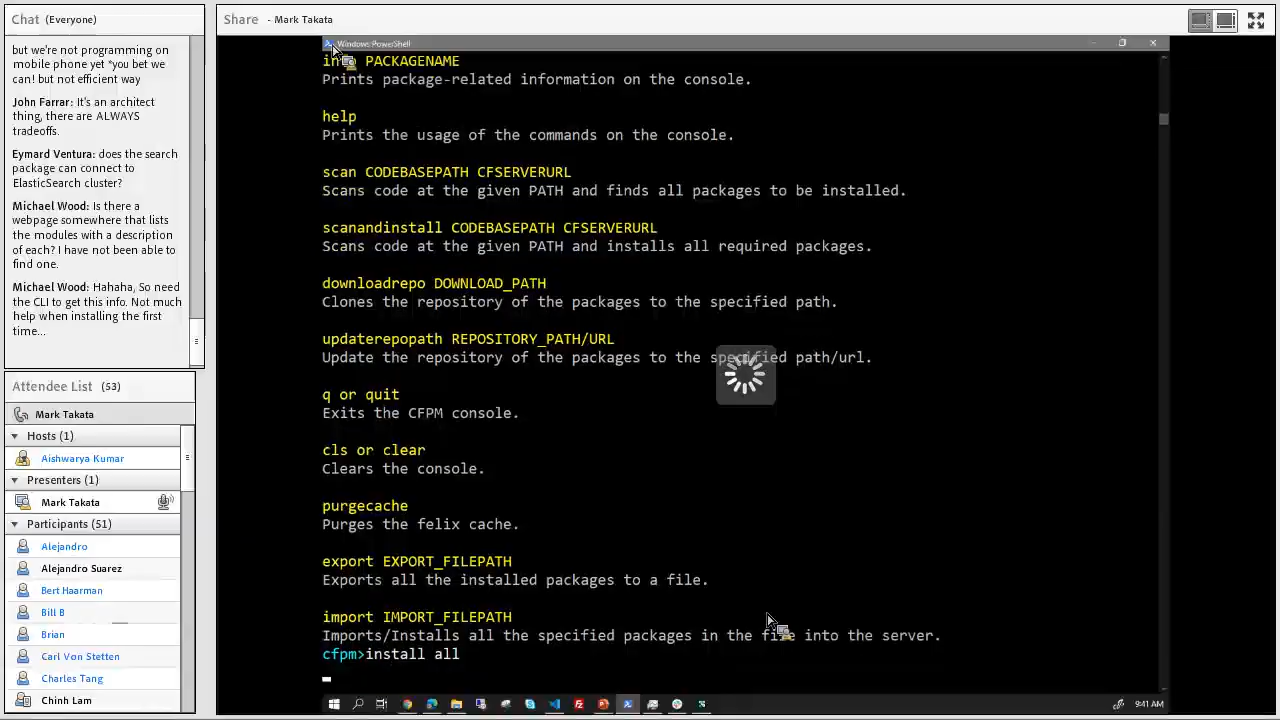 Chat (Everyone)
but we're not programming on
mobile phone yet *you bet we
can! but not efficient way
John Farrar: It's an architect
thing, there are ALWAYS
tradeoffs.
Eymard Ventura: does the search
package can connect to
ElasticSearch cluster?
Michael Wood: Is there a
webpage somewhere that lists
the modules with a description
of each? I have not been able to
find one.
Michael Wood: Hahaha, So need
the CLI to get this info. Not much
help when installing the first
time...
Attendee List (53)
Mark Takata
Hosts (1)
Aishwarya Kumar
Presenters (1)
Mark Takata
Participants (51)
Alejandro
Alejandro Suarez
Bert Haarman
Bill B
Brian
Carl Von Stetten
Charles Tang
Chinh Lam
Share - Mark Takata
Windows PowerShell
PACKAGENAME
Prints package-related information on the console.
help
Prints the usage of the commands on the console.
scan CODEBASEPATH CFSERVERURL
Scans code at the given PATH and finds all packages to be installed.
scanandinstall CODEBASEPATH CFSERVERURL
Scans code at the given PATH and installs all required packages.
downloadrepo DOWNLOAD_PATH
Clones the repository of the packages to the specified path.
updaterepopath REPOSITORY_PATH/URL
Update the repository of the packages to the specified path/url.
q or quit
Exits the CFPM console.
cls or clear
Clears the console.
purgecache
Purges the felix cache.
export EXPORT_FILEPATH
Exports all the installed packages to a file.
import IMPORT_FILEPATH
Imports/Installs all the specified packages in the file into the server.
cfpm>install all
9:41 AM